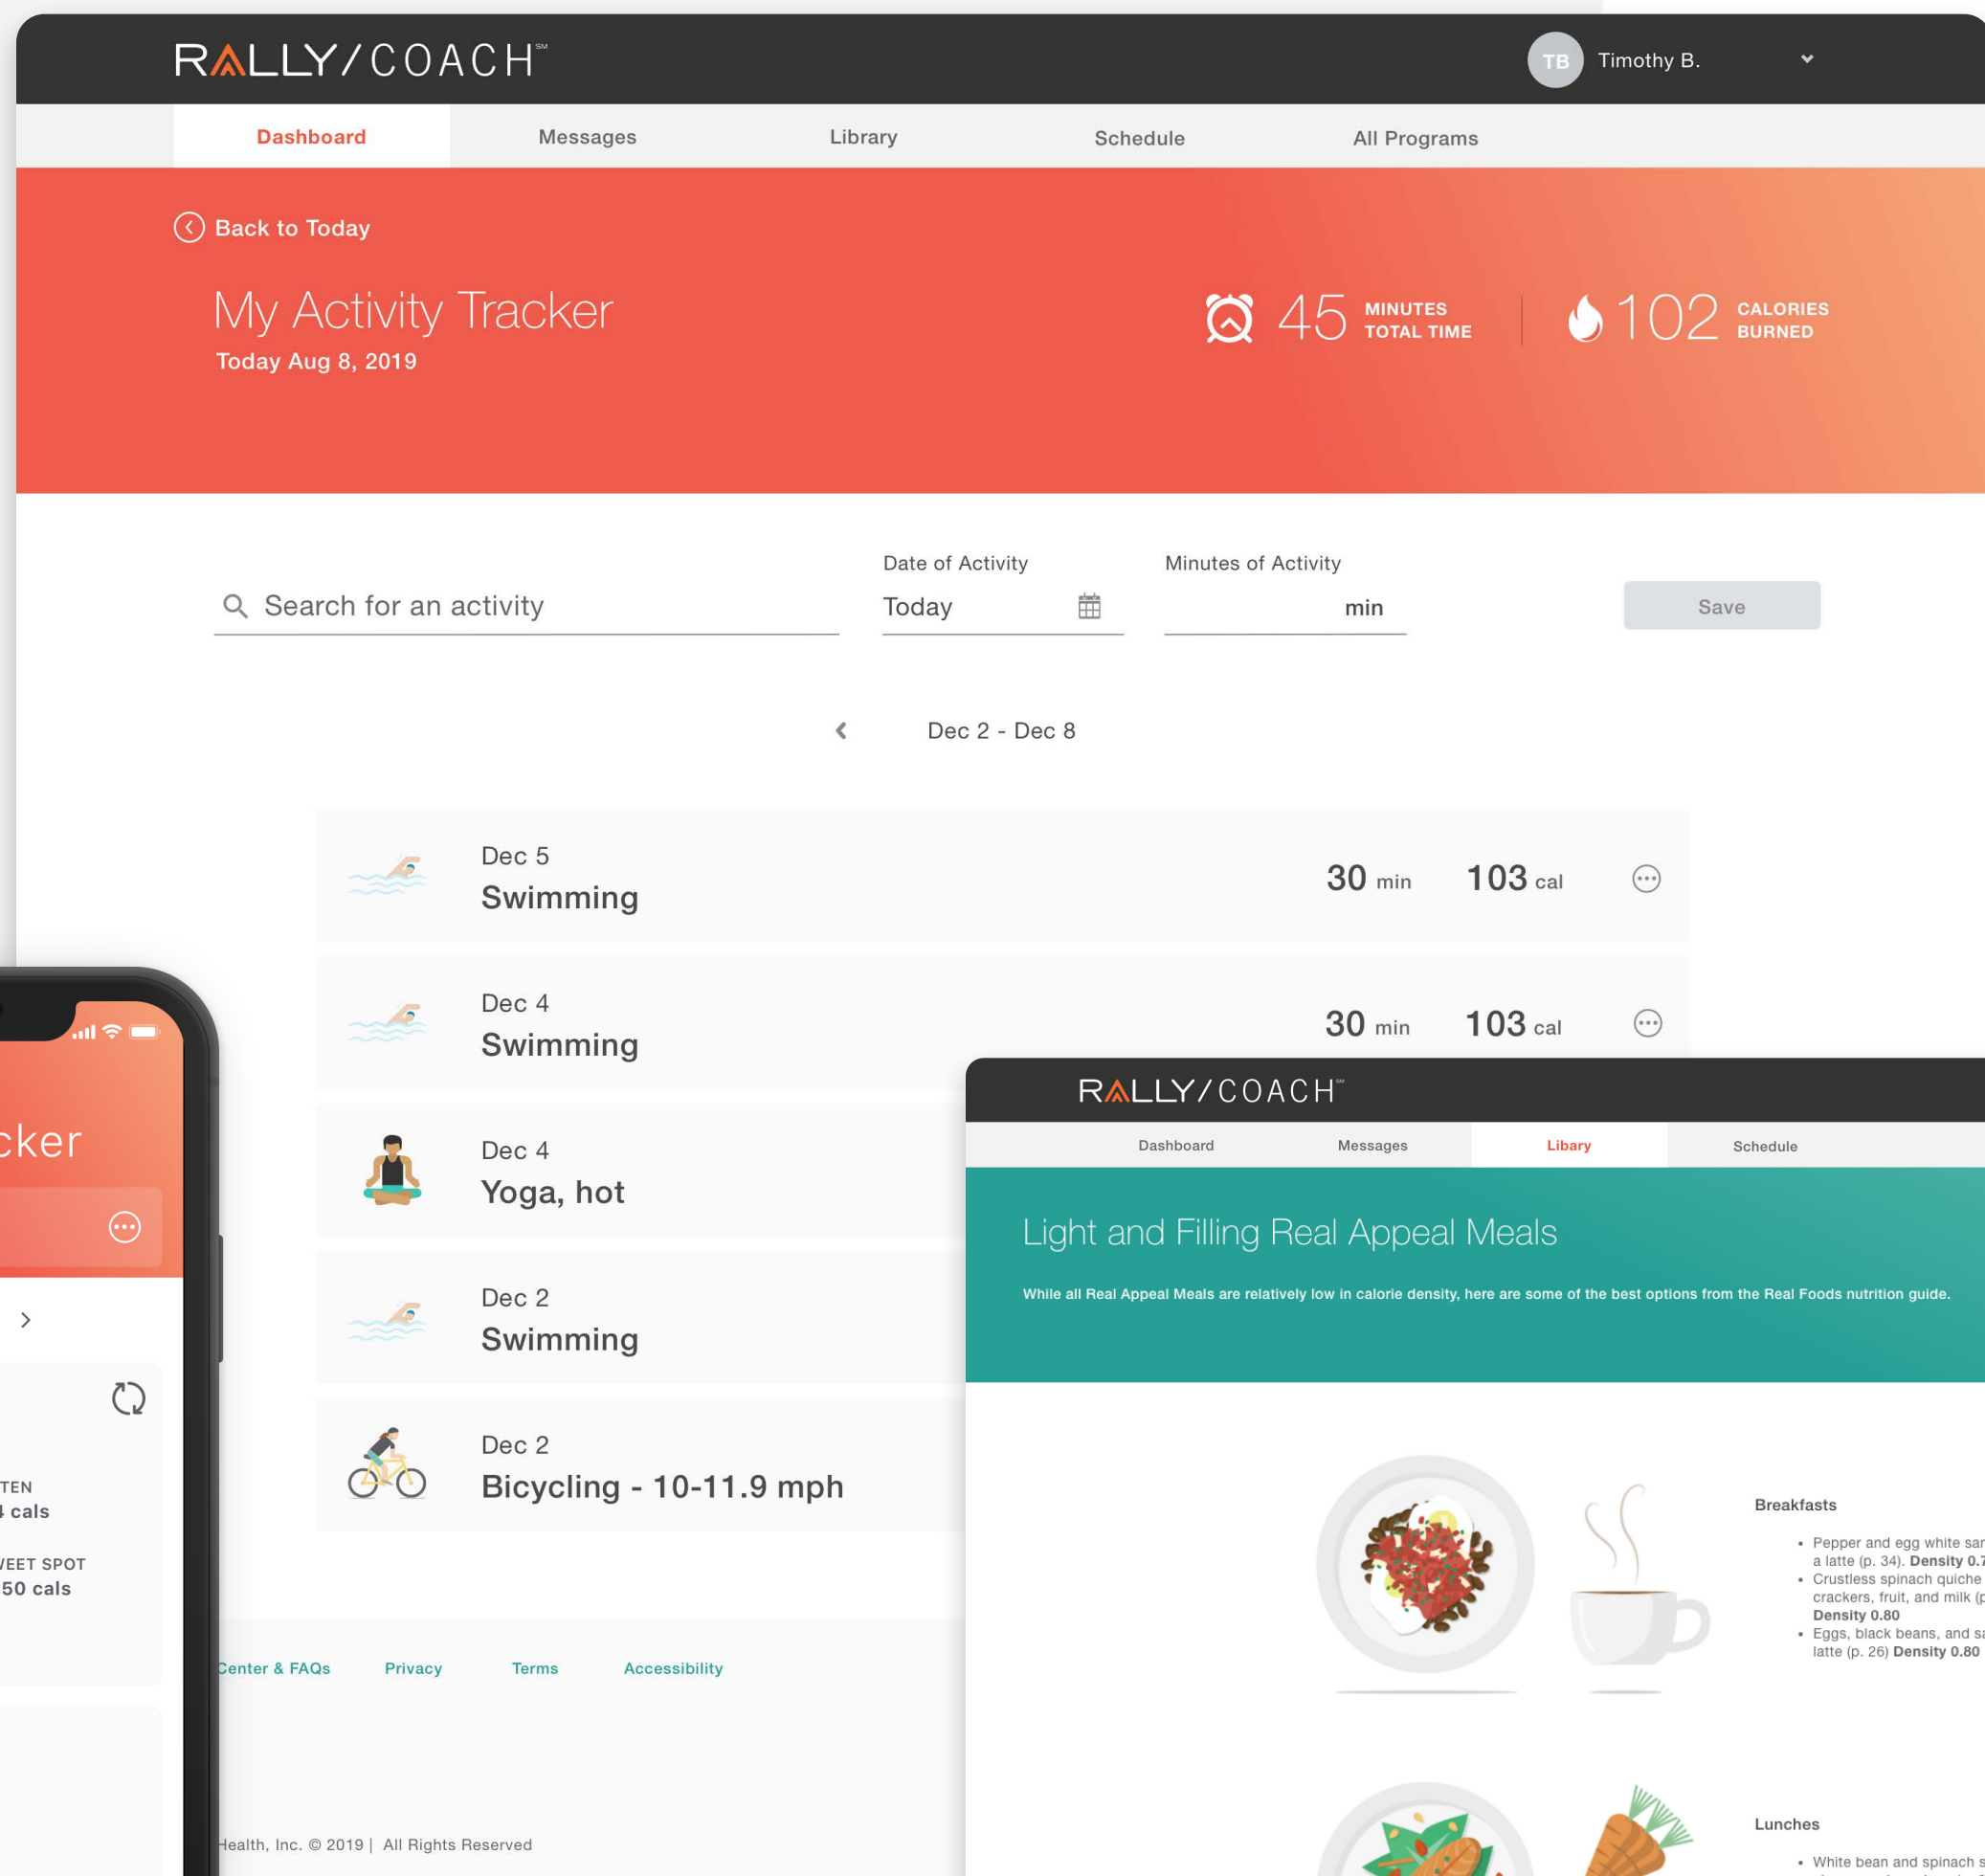 RALLY/COACH℠
TB Timothy B.
Dashboard Messages Library Schedule All Programs
Back to Today
My Activity Tracker
Today Aug 8, 2019
45 MINUTES TOTAL TIME
102 CALORIES BURNED
Date of Activity
Minutes of Activity
Search for an activity
Today
min
Save
Dec 2 - Dec 8
Dec 5
Swimming
30 min 103 cal
Dec 4
Swimming
30 min 103 cal
Dec 4
Yoga, hot
Dec 2
Swimming
Dec 2
Bicycling - 10-11.9 mph
Center & FAQs Privacy Terms Accessibility
Health, Inc. © 2019 | All Rights Reserved
cker
TEN
cals
EET SPOT
50 cals
RALLY/COACH℠
Dashboard Messages Libary Schedule
Light and Filling Real Appeal Meals
While all Real Appeal Meals are relatively low in calorie density, here are some of the best options from the Real Foods nutrition guide.
Breakfasts
• Pepper and egg white
a latte (p. 34). Density 0.7
• Crustless spinach quiche
crackers, fruit, and milk
Density 0.80
• Eggs, black beans, and
latte (p. 26) Density 0.80
Lunches
• White bean and spinach